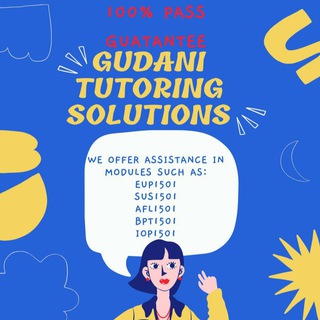 100% PASS
GUATANTEE
GUDANI
TUTORING
SOLUTIONS
WE OFFER ASSISTANCE IN
MODULES SUCH AS:
EUP1501
SUS1501
AFL1501
BPT1501
IOP1501